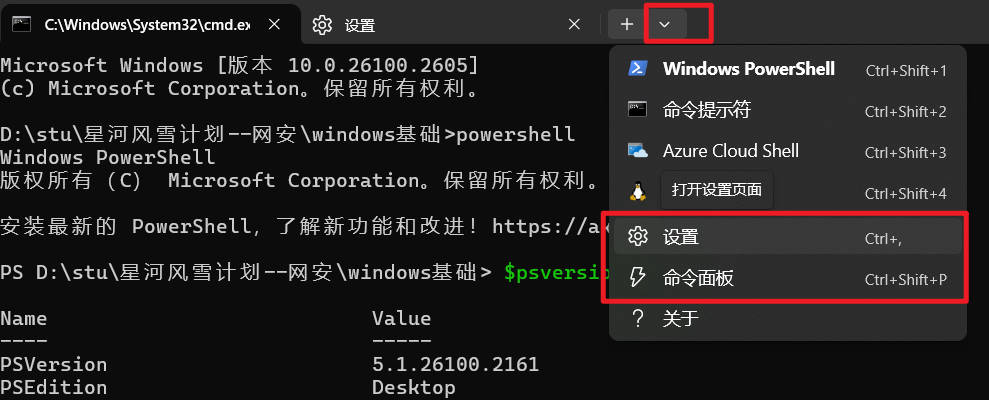 C:\Windows\System32\cmd.ex
设置
Windows PowerShell Ctrl+Shift+1
命令提示符 Ctrl+Shift+2
Azure Cloud Shell Ctrl+Shift+3
打开设置页面 Ctrl+Shift+4
设置 Ctrl+,
命令面板 Ctrl+Shift+P
关于
Microsoft Windows [版本 10.0.26100.2605]
(c) Microsoft Corporation。保留所有权利。
D:\stu\星河风雪计划--网安\windows基础>powershell
Windows PowerShell
版权所有 (C) Microsoft Corporation。保留所有权利。
安装最新的 PowerShell，了解新功能和改进！https://a
PS D:\stu\星河风雪计划--网安\windows基础> $psversio
Name Value
---- -----
PSVersion 5.1.26100.2161
PSEdition Desktop